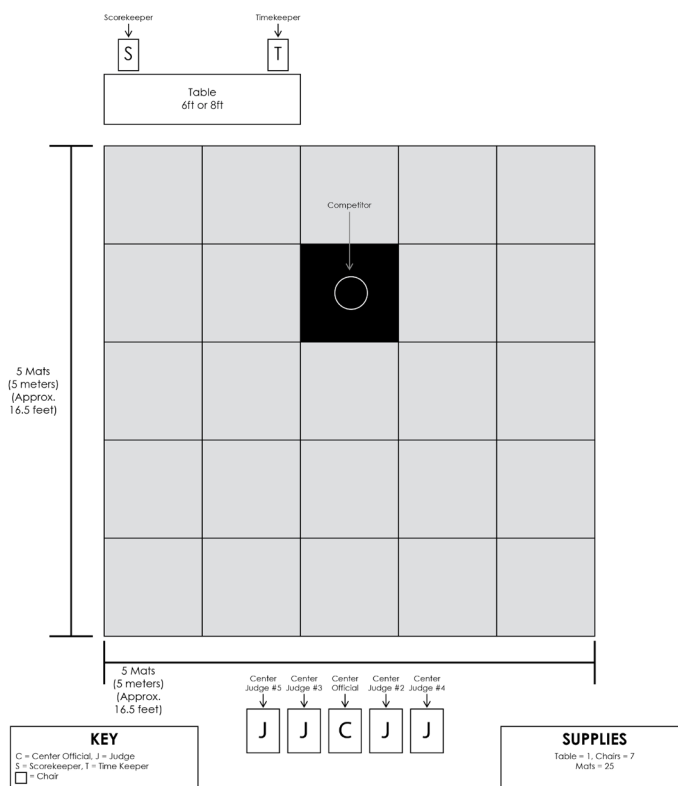 Scorekeeper
Timekeeper
S
T
Table
6ft or 8ft
Competitor
5 Mats
(5 meters)
(Approx.
16.5 feet)
5 Mats
(5 meters)
(Approx.
16.5 feet)
Center
Judge #5
Center
Judge #3
Center
Official
Center
Judge #2
Center
Judge #4
J
J
C
J
J
KEY
C = Center Official, J = Judge
S = Scorekeeper, T = Time Keeper
= Chair
SUPPLIES
Table = 1, Chairs = 7
Mats = 25